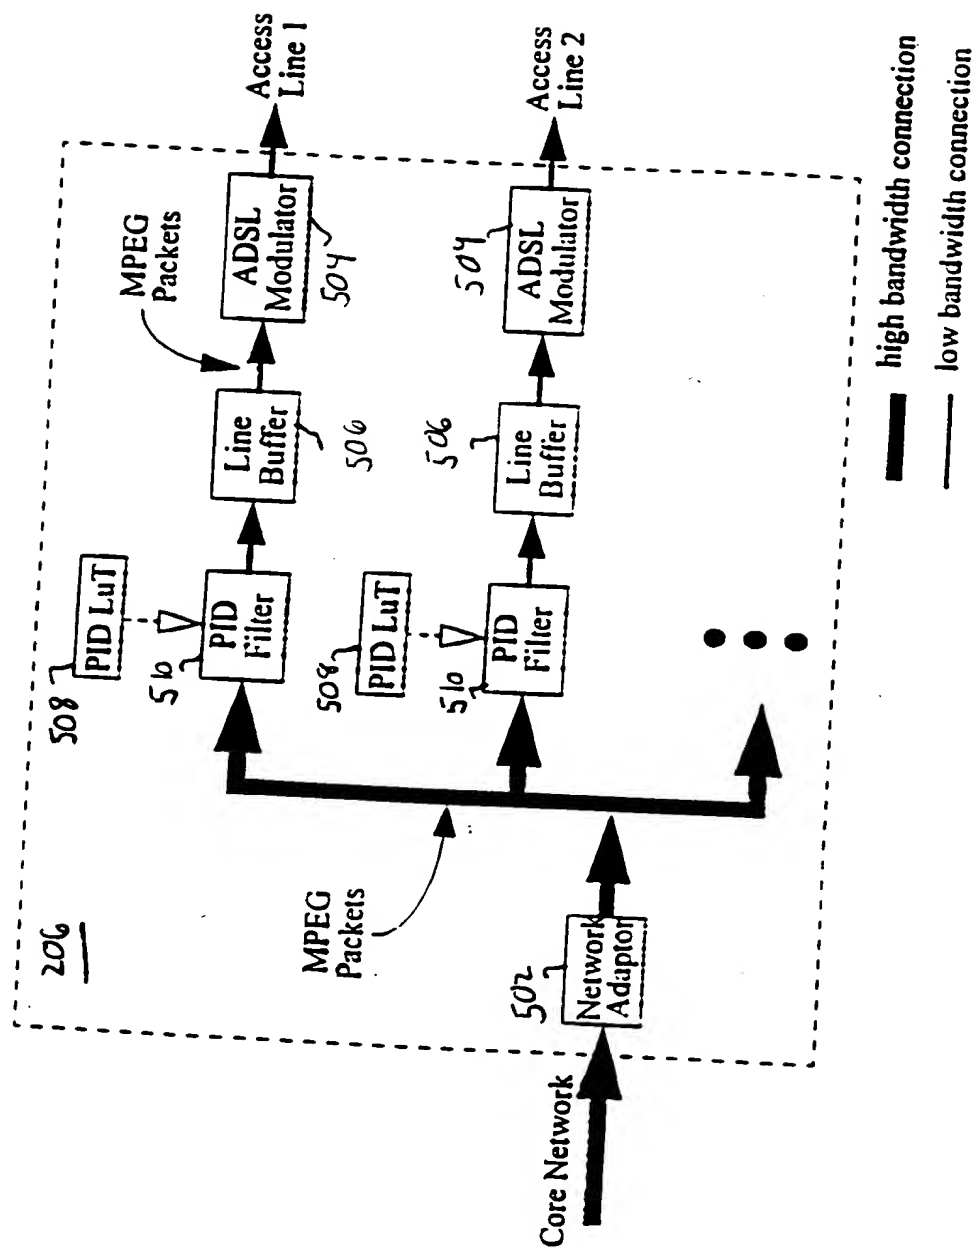 206
Core Network
502
Network
Adaptor
MPEG
Packets
508
PID LuT
510
PID
Filter
506
Line
Buffer
MPEG
Packets
504
ADSL
Modulator
Access
Line 1
508
PID LuT
510
PID
Filter
506
Line
Buffer
504
ADSL
Modulator
Access
Line 2
high bandwidth connection
low bandwidth connection